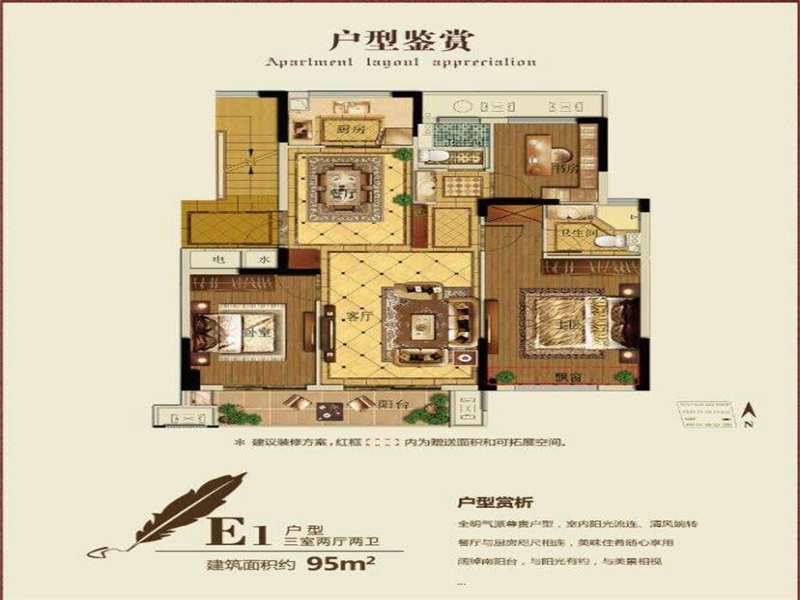 户型鉴赏
Apartment layout appreciation
厨房
卫生间
书房
餐厅
卫生间
电 水
客厅
卧室
主卧
飘窗
阳台
N
※ 建议装修方案，红框 内为赠送面积和可拓展空间。
E1 户型
三室两厅两卫
建筑面积约 95m²
户型赏析
全明气派尊贵户型，室内阳光流连、清风婉转
餐厅与厨房咫尺相连，美味佳肴随心享用
阔绰南阳台，与阳光有约，与美景相视
...